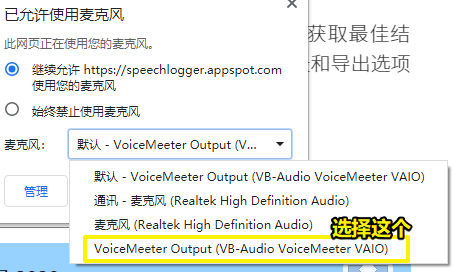 已允许使用麦克风
此网页正在使用您的麦克风。
继续允许 https://speechlogger.appspot.com
使用您的麦克风
始终禁止使用麦克风
麦克风：
默认 - VoiceMeeter Output (V...
管理
默认 - VoiceMeeter Output (VB-Audio VoiceMeeter VAIO)
通讯 - 麦克风 (Realtek High Definition Audio)
麦克风 (Realtek High Definition Audio)
选择这个
VoiceMeeter Output (VB-Audio VoiceMeeter VAIO)
获取最佳结
和导出选项